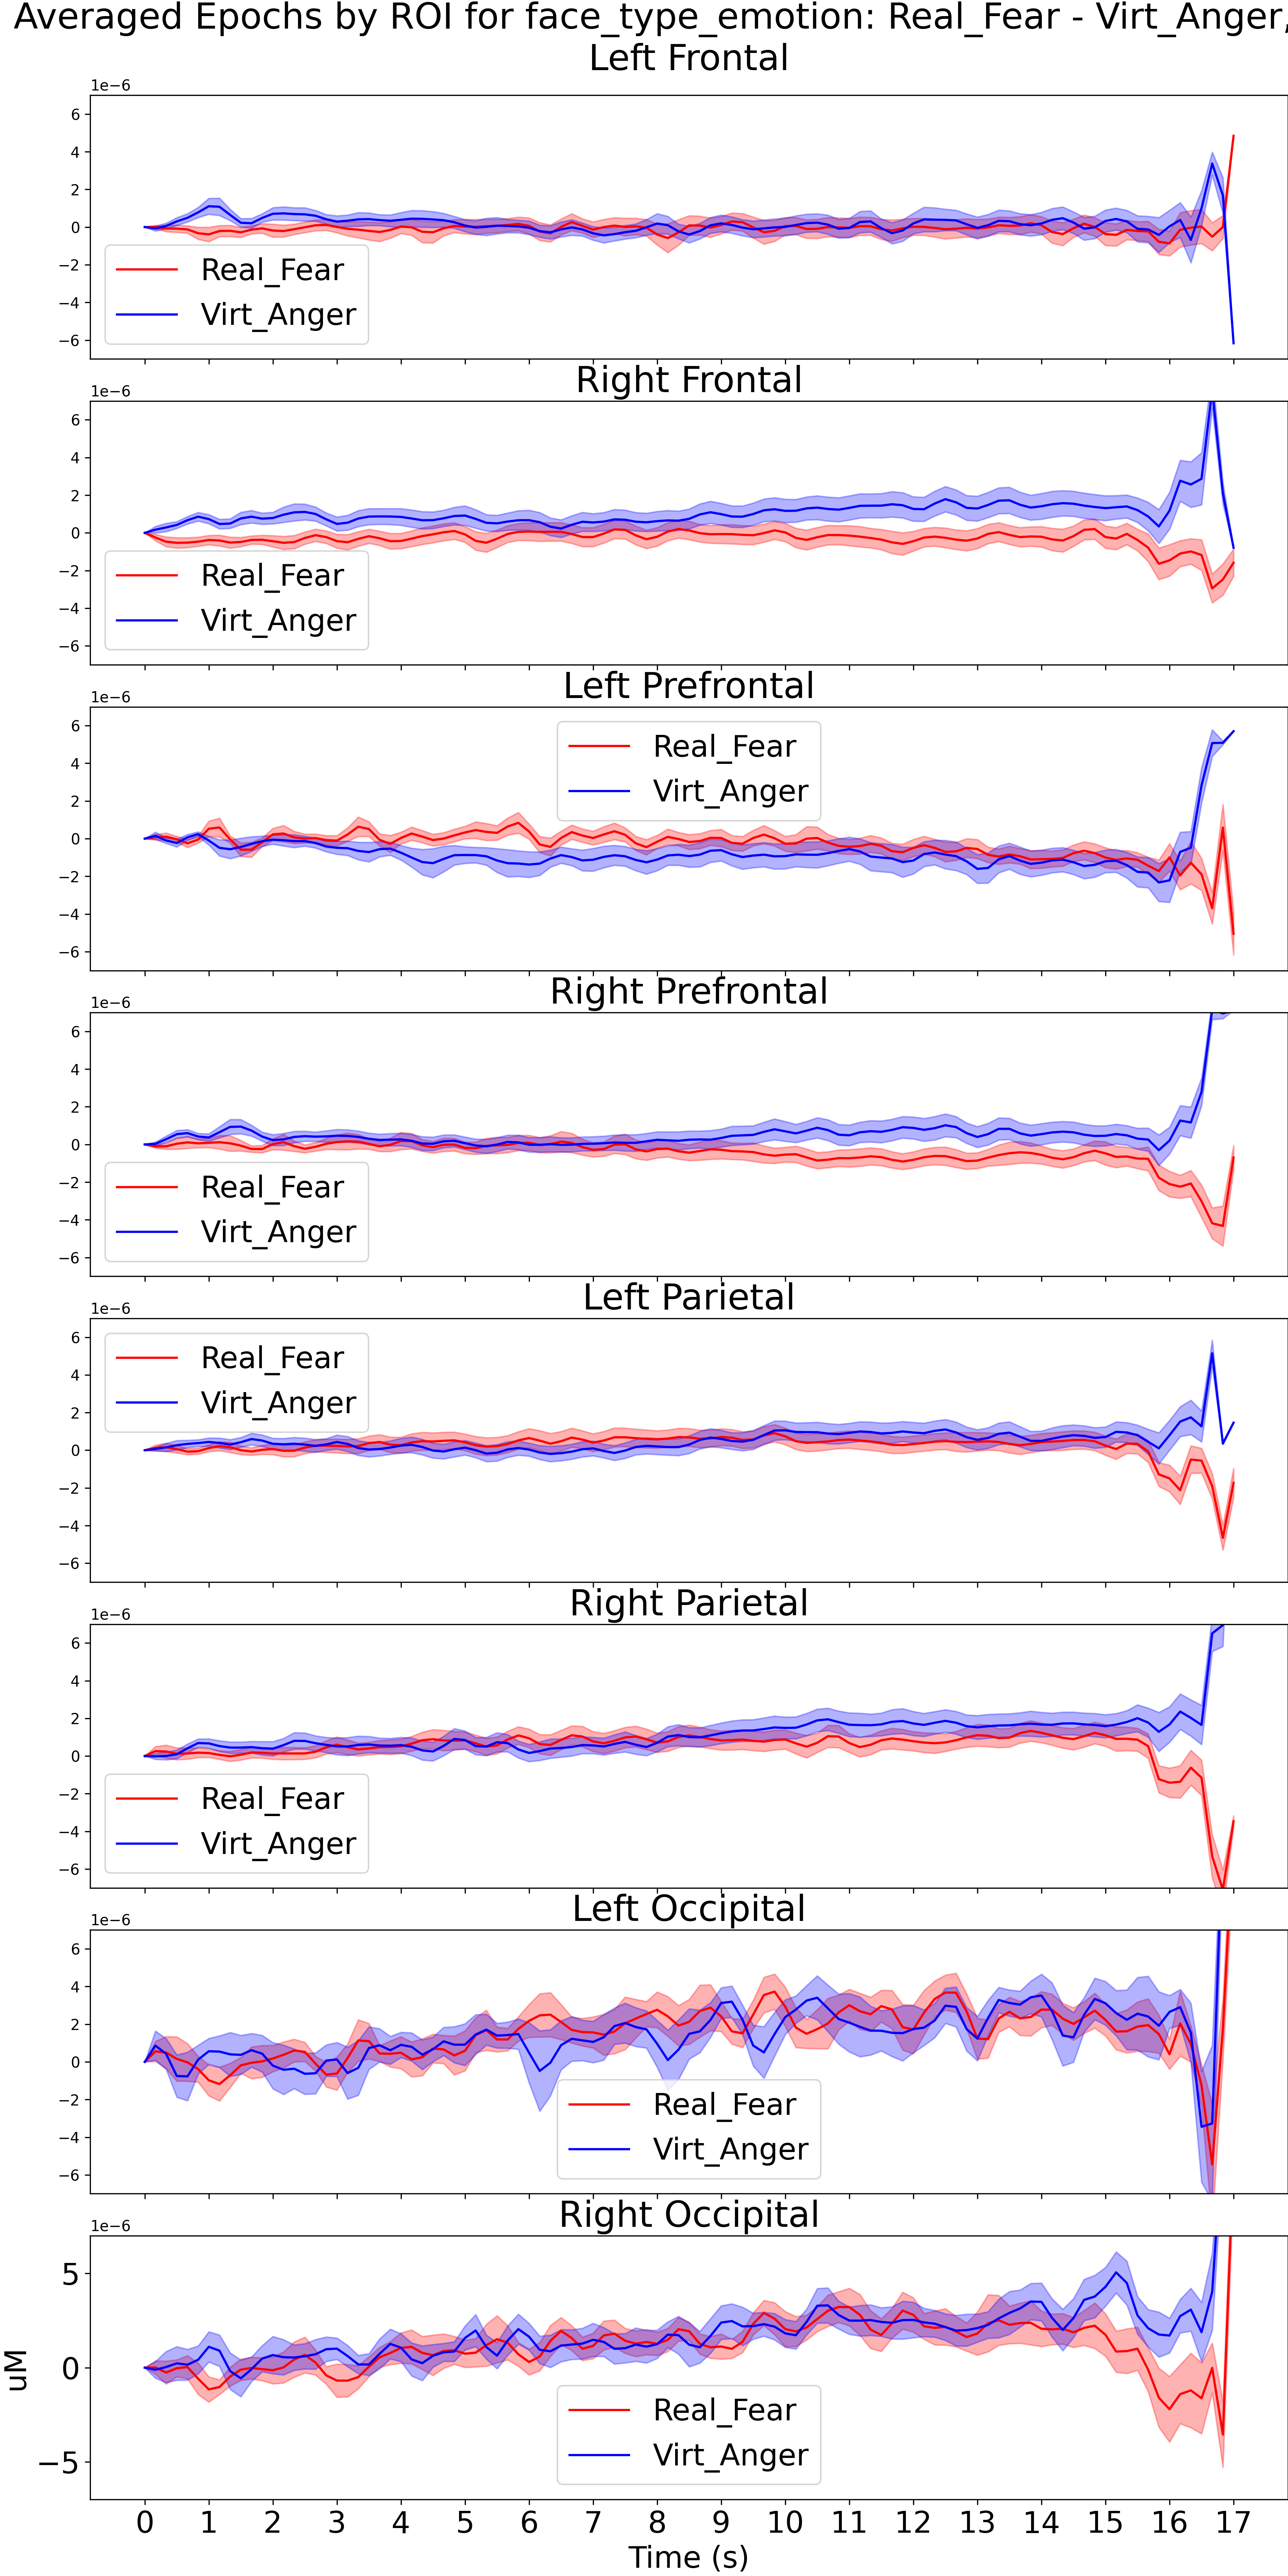 Averaged Epochs by ROI for face_type_emotion: Real_Fear - Virt_Anger,
Left Frontal
1e−6
6
4
2
0
−2
−4
−6
Real_Fear
Virt_Anger
Right Frontal
1e−6
6
4
2
0
−2
−4
−6
Real_Fear
Virt_Anger
Left Prefrontal
1e−6
6
4
2
0
−2
−4
−6
Real_Fear
Virt_Anger
Right Prefrontal
1e−6
6
4
2
0
−2
−4
−6
Real_Fear
Virt_Anger
Left Parietal
1e−6
6
4
2
0
−2
−4
−6
Real_Fear
Virt_Anger
Right Parietal
1e−6
6
4
2
0
−2
−4
−6
Real_Fear
Virt_Anger
Left Occipital
1e−6
6
4
2
0
−2
−4
−6
Real_Fear
Virt_Anger
Right Occipital
1e−6
5
0
−5
uM
Real_Fear
Virt_Anger
0 1 2 3 4 5 6 7 8 9 10 11 12 13 14 15 16 17
Time (s)